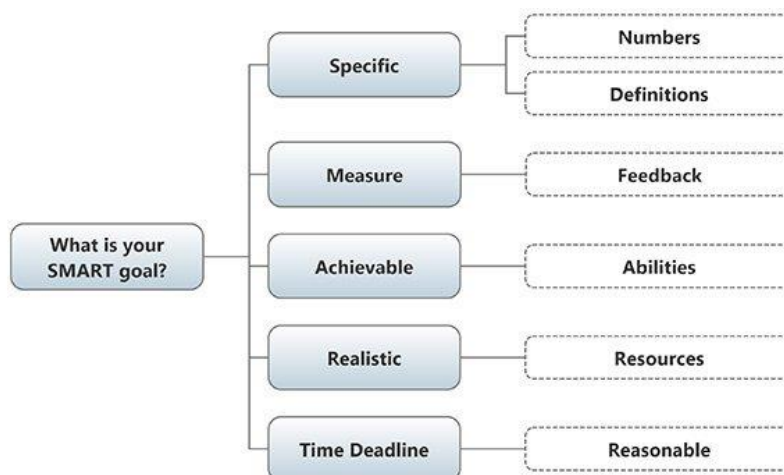 What is your
SMART goal?
Specific
Numbers
Definitions
Measure
Feedback
Achievable
Abilities
Realistic
Resources
Time Deadline
Reasonable